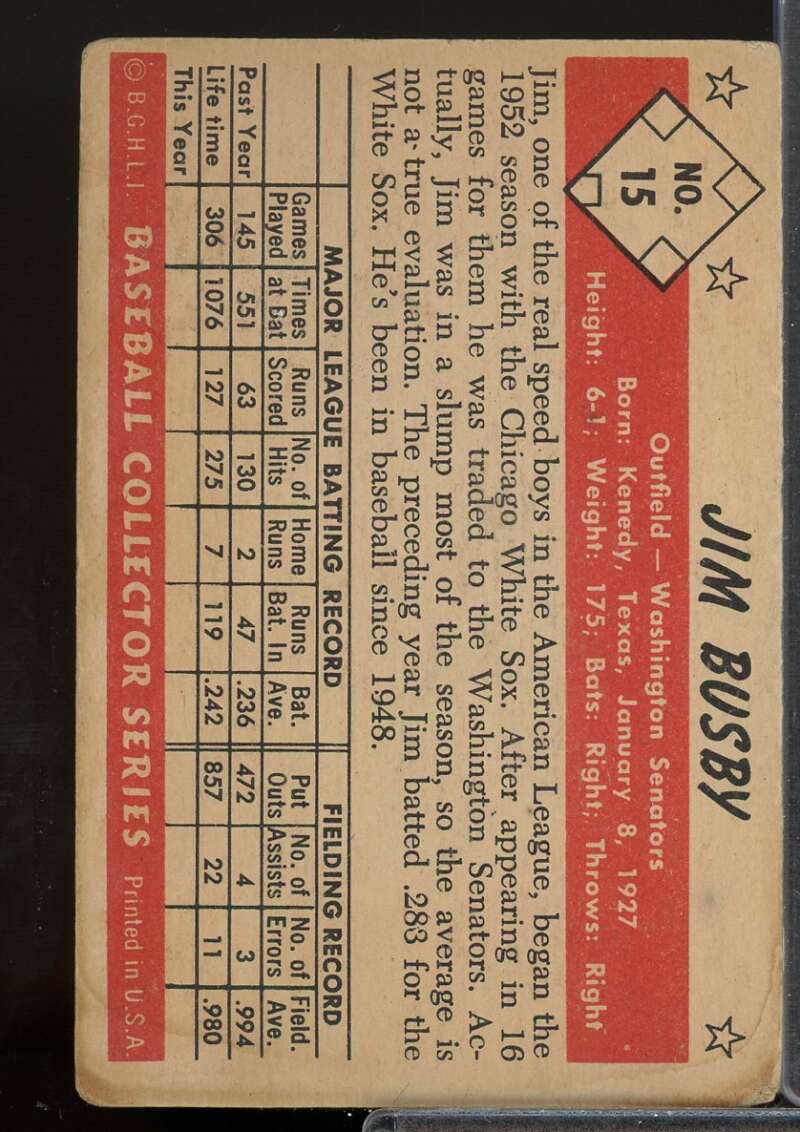 JIM BUSBY
NO.
15
Outfield — Washington Senators
Born: Kenedy, Texas, January 8, 1927
Height: 6-1; Weight: 175; Bats: Right; Throws: Right
Jim, one of the real speed boys in the American League, began the
1952 season with the Chicago White Sox. After appearing in 16
games for them he was traded to the Washington Senators. Ac-
tually, Jim was in a slump most of the season, so the average is
not a true evaluation. The preceding year Jim batted .283 for the
White Sox. He's been in baseball since 1948.
MAJOR LEAGUE BATTING RECORD FIELDING RECORD
Games Times Runs No. of Home Runs Bat. Put No. of No. of Field.
Played at Bat Scored Hits Runs Bat. In Ave. Outs Assists Errors Ave.
Past Year 145 551 63 130 2 47 .236 472 4 3 .994
Life time 306 1076 127 275 7 119 .242 857 22 11 .980
This Year
© B.G.H.L.I. BASEBALL COLLECTOR SERIES Printed in U.S.A.